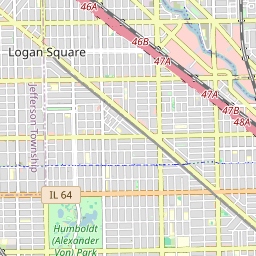 46A
46B
Logan Square
47A
47A
47B
48A
Jefferson Township
IL 64
Humboldt
(Alexander
Von) Park